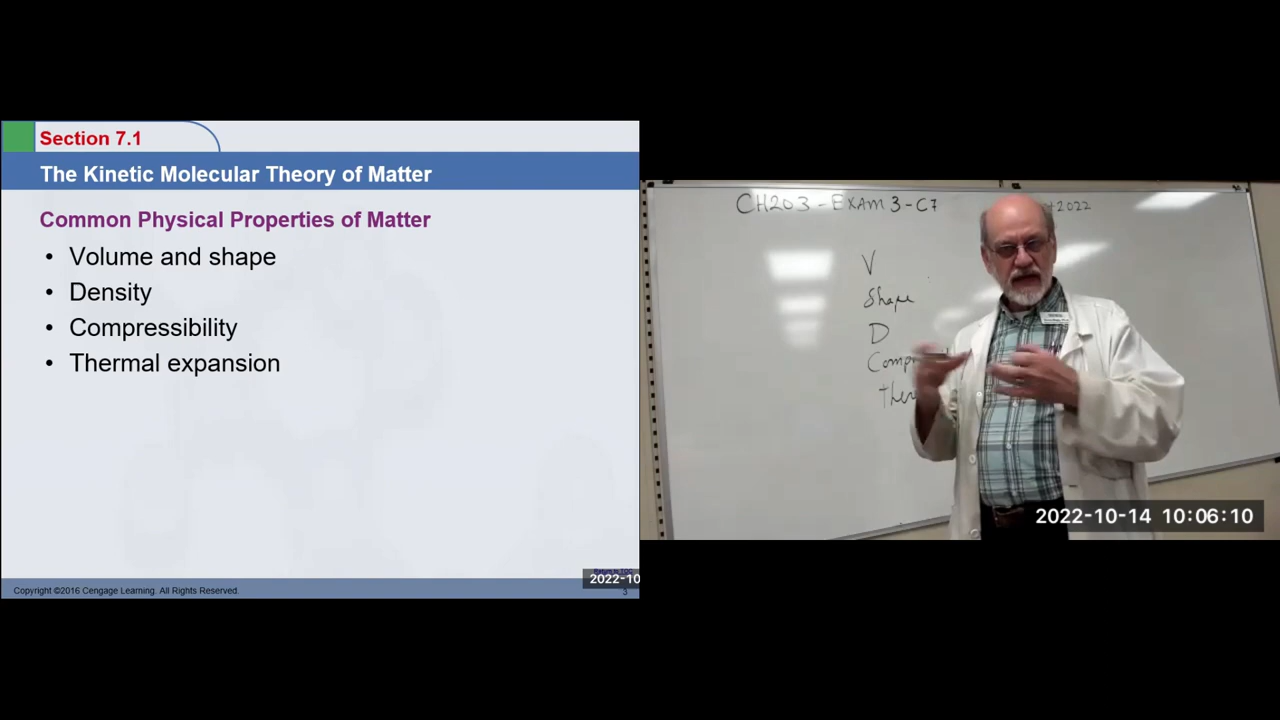 Section 7.1
The Kinetic Molecular Theory of Matter
Common Physical Properties of Matter
• Volume and shape
• Density
• Compressibility
• Thermal expansion
Copyright ©2016 Cengage Learning. All Rights Reserved.
2022-10
3
CH203 - EXAM 3 - C7
2022
V
Shape
D
2022-10-14 10:06:10